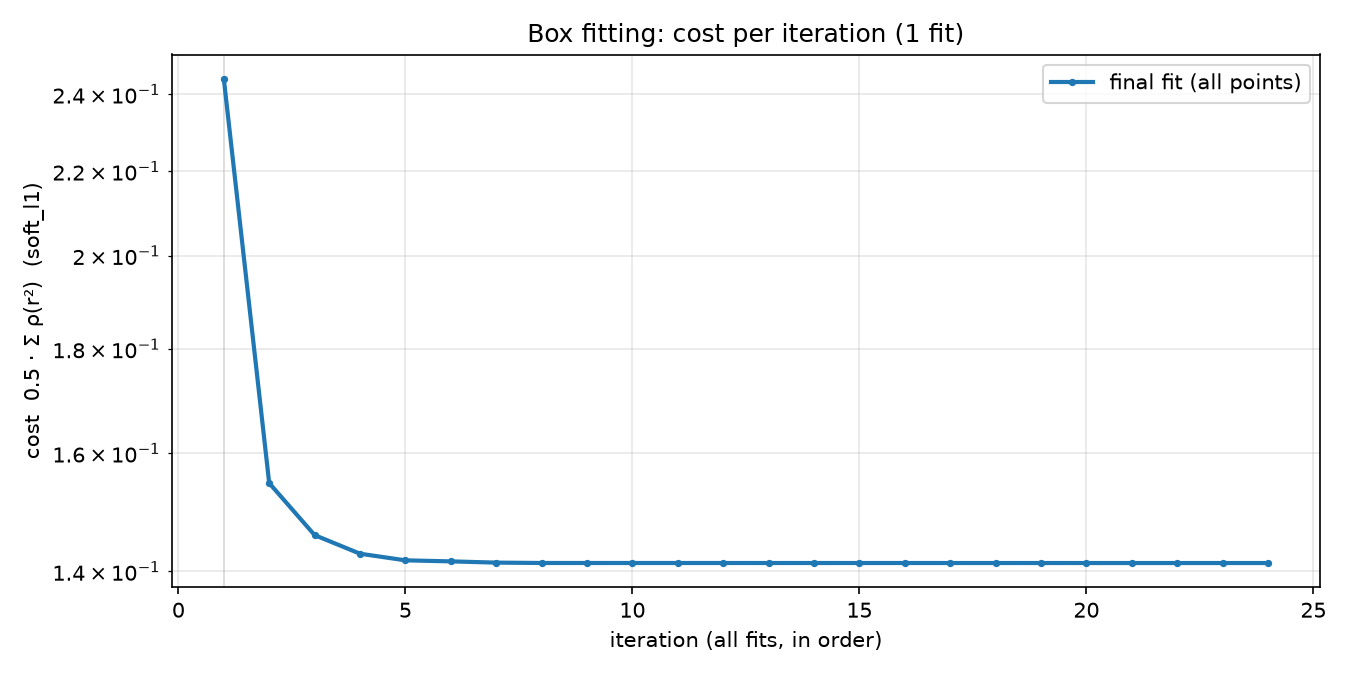 Box fitting: cost per iteration (1 fit)
final fit (all points)
cost 0.5 · Σ ρ(r²) (soft_l1)
2.4 × 10⁻¹
2.2 × 10⁻¹
2 × 10⁻¹
1.8 × 10⁻¹
1.6 × 10⁻¹
1.4 × 10⁻¹
0 5 10 15 20 25
iteration (all fits, in order)